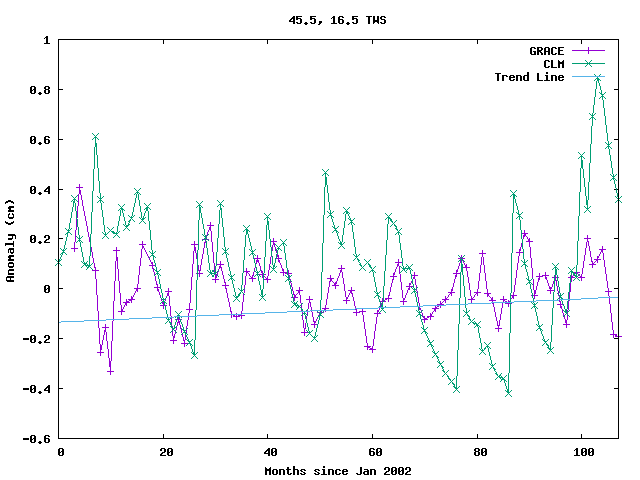 45.5, 16.5 TWS
GRACE
CLM
Trend Line
1
0.8
0.6
0.4
0.2
0
-0.2
-0.4
-0.6
Anomaly (cm)
0 20 40 60 80 100
Months since Jan 2002